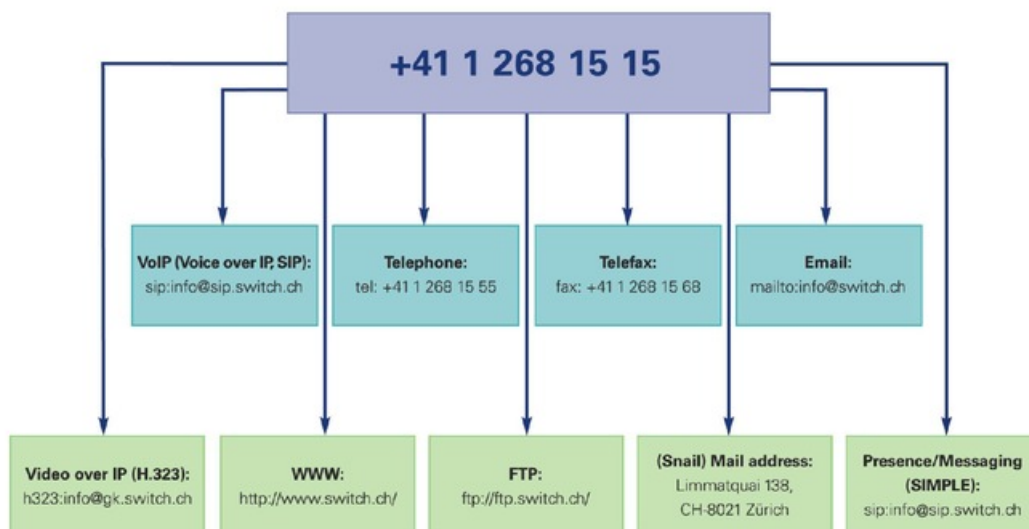 +41 1 268 15 15
VoIP (Voice over IP, SIP):
sip:info@sip.switch.ch
Telephone:
tel: +41 1 268 15 55
Telefax:
fax: +41 1 268 15 68
Email:
mailto:info@switch.ch
Video over IP (H.323):
h323:info@gk.switch.ch
WWW:
http://www.switch.ch/
FTP:
ftp://ftp.switch.ch/
(Snail) Mail address:
Limmatquai 138,
CH-8021 Zürich
Presence/Messaging
(SIMPLE):
sip:info@sip.switch.ch